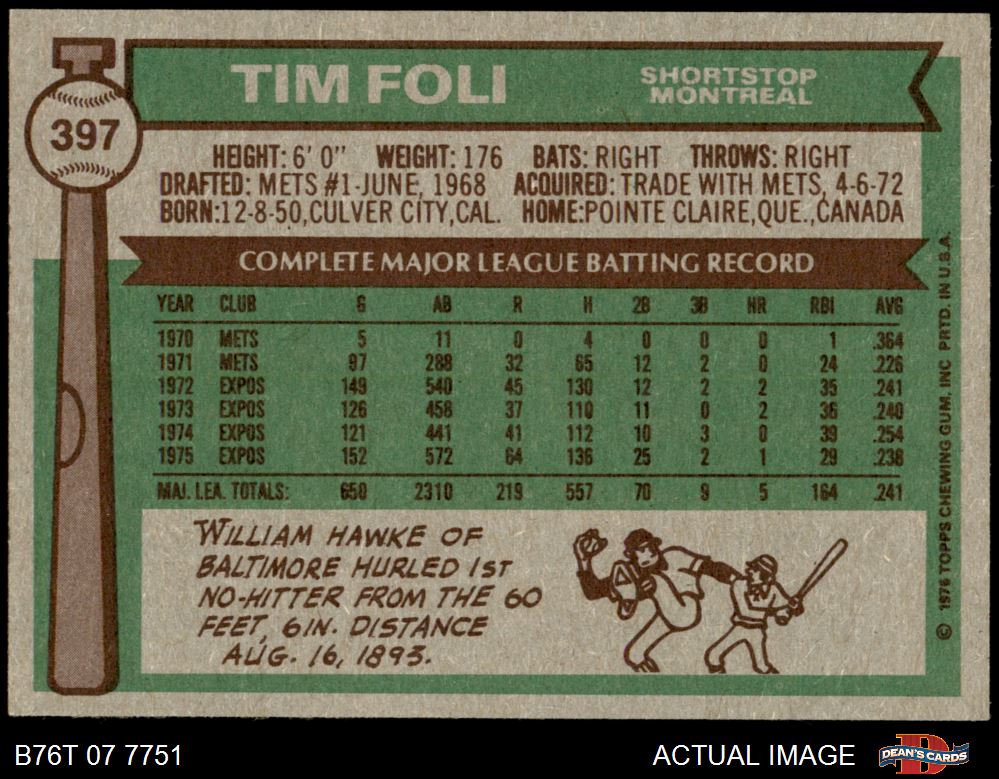 TIM FOLI
SHORTSTOP
MONTREAL
397
HEIGHT: 6' 0" WEIGHT: 176 BATS: RIGHT THROWS: RIGHT
DRAFTED: METS #1-JUNE, 1968 ACQUIRED: TRADE WITH METS, 4-6-72
BORN:12-8-50,CULVER CITY,CAL. HOME:POINTE CLAIRE,QUE.,CANADA
COMPLETE MAJOR LEAGUE BATTING RECORD
YEAR CLUB G AB R H 2B 3B HR RBI AVG
1970 METS 5 11 0 4 0 0 0 1 .364
1971 METS 97 288 32 65 12 2 0 24 .226
1972 EXPOS 149 540 45 130 12 2 2 35 .241
1973 EXPOS 126 458 37 110 11 0 2 36 .240
1974 EXPOS 121 441 41 112 10 3 0 39 .254
1975 EXPOS 152 572 64 136 25 2 1 29 .238
MAJ. LEA. TOTALS: 650 2310 219 557 70 9 5 164 .241
WILLIAM HAWKE OF
BALTIMORE HURLED 1ST
NO-HITTER FROM THE 60
FEET, 6IN. DISTANCE
AUG. 16, 1893.
© 1976 TOPPS CHEWING GUM, INC PRTD. IN U.S.A.
B76T 07 7751 ACTUAL IMAGE DEAN'S CARDS